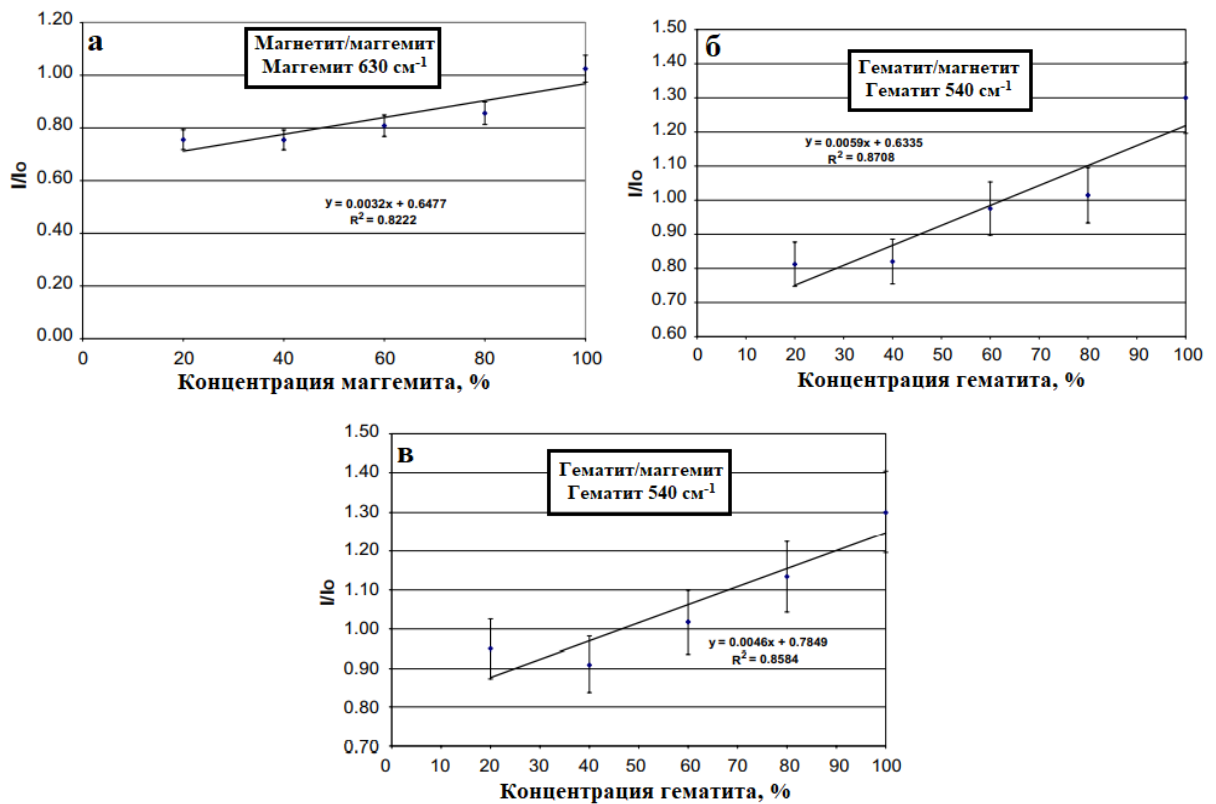 а
Магнетит/маггемит
Маггемит 630 см-1
1.20
1.00
0.80
0.60
0.40
0.20
0.00
I/Io
y = 0.0032x + 0.6477
R2 = 0.8222
0 20 40 60 80 100
Концентрация маггемита, %
б
Гематит/магнетит
Гематит 540 см-1
1.50
1.40
1.30
1.20
1.10
1.00
0.90
0.80
0.70
0.60
I/Io
y = 0.0059x + 0.6335
R2 = 0.8708
0 10 20 30 40 50 60 70 80 90 100
Концентрация гематита, %
в
Гематит/маггемит
Гематит 540 см-1
1.50
1.40
1.30
1.20
1.10
1.00
0.90
0.80
0.70
I/Io
y = 0.0046x + 0.7849
R2 = 0.8584
0 10 20 30 40 50 60 70 80 90 100
Концентрация гематита, %